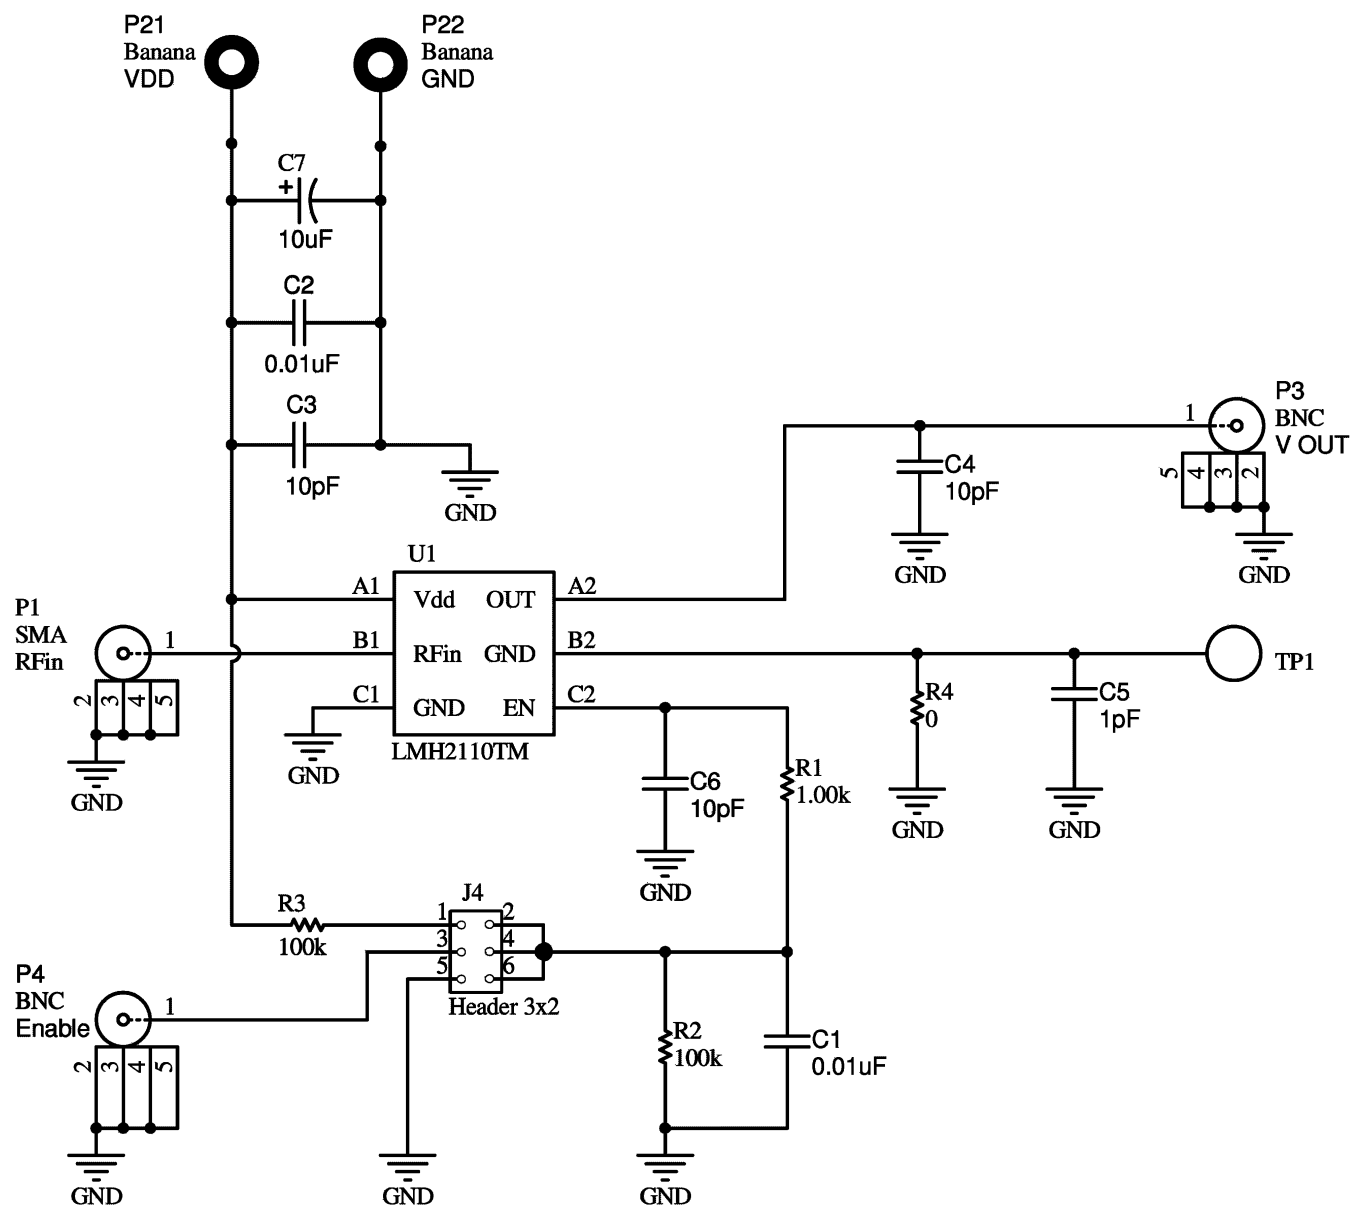 P21
Banana
VDD
P22
Banana
GND
C7
+
10uF
C2
0.01uF
C3
10pF
GND
P3
BNC
V OUT
1
5
4
3
2
GND
C4
10pF
GND
U1
A1
Vdd
OUT
A2
B1
RFin
GND
B2
C1
GND
EN
C2
LMH2110TM
GND
P1
SMA
RFin
1
2
3
4
5
GND
TP1
R4
0
GND
C5
1pF
GND
C6
10pF
GND
R1
1.00k
R3
100k
J4
1
2
3
4
5
6
Header 3x2
P4
BNC
Enable
1
2
3
4
5
GND
GND
R2
100k
GND
C1
0.01uF